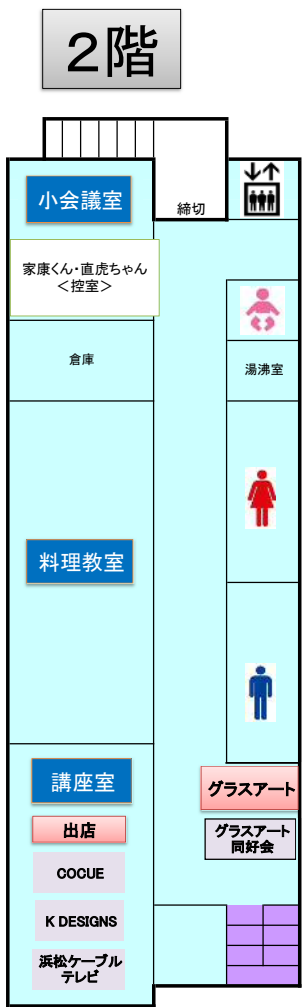 2階
小会議室
締切
家康くん・直虎ちゃん
＜控室＞
倉庫
湯沸室
料理教室
講座室
グラスアート
出店
グラスアート
同好会
COCUE
K DESIGNS
浜松ケーブル
テレビ